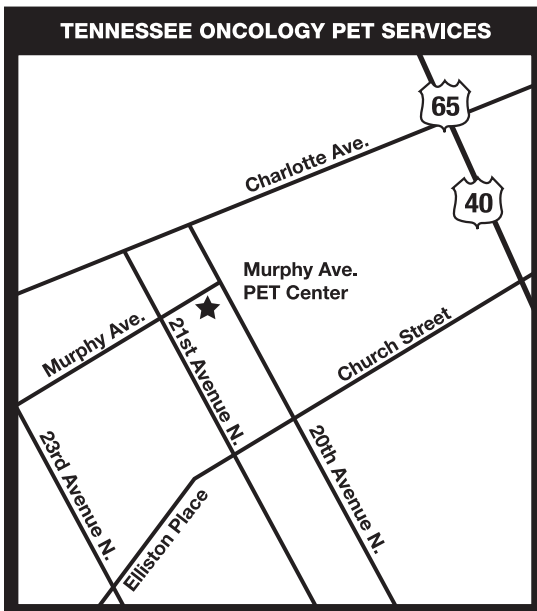 TENNESSEE ONCOLOGY PET SERVICES
65
Charlotte Ave.
40
Murphy Ave.
PET Center
Murphy Ave.
21st Avenue N.
Church Street
23rd Avenue N.
20th Avenue N.
Elliston Place